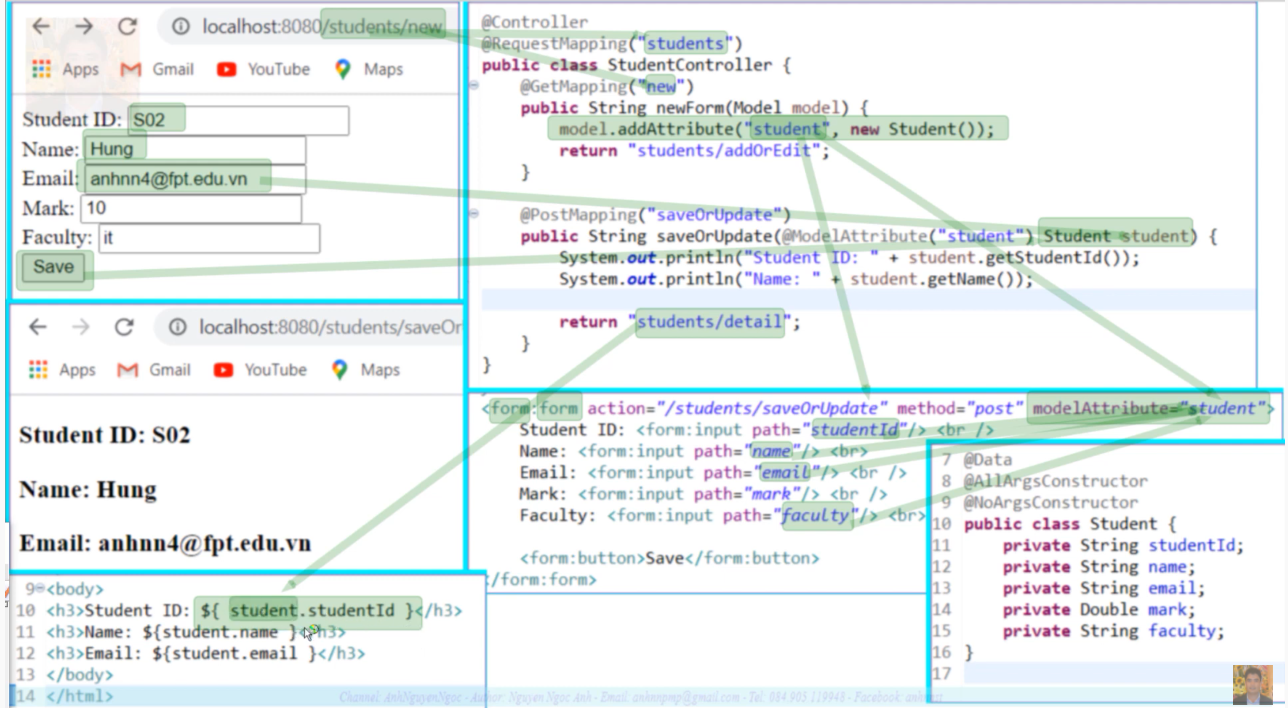 localhost:8080/students/new
Apps Gmail YouTube Maps
Student ID: S02
Name: Hung
Email: anhnn4@fpt.edu.vn
Mark: 10
Faculty: it
Save
@Controller
@RequestMapping("students")
public class StudentController {
@GetMapping("new")
public String newForm(Model model) {
model.addAttribute("student", new Student());
return "students/addOrEdit";
}
@PostMapping("saveOrUpdate")
public String saveOrUpdate(@ModelAttribute("student") Student student) {
System.out.println("Student ID: " + student.getStudentId());
System.out.println("Name: " + student.getName());
return "students/detail";
}
}
localhost:8080/students/saveOr
Apps Gmail YouTube Maps
Student ID: S02
Name: Hung
Email: anhnn4@fpt.edu.vn
<form:form action="/students/saveOrUpdate" method="post" modelAttribute="student">
Student ID: <form:input path="studentId"/> <br />
Name: <form:input path="name"/> <br>
Email: <form:input path="email"/> <br />
Mark: <form:input path="mark"/> <br />
Faculty: <form:input path="faculty"/> <br>
<form:button>Save</form:button>
/form:form>
7 @Data
8 @AllArgsConstructor
9 @NoArgsConstructor
10 public class Student {
11 private String studentId;
12 private String name;
13 private String email;
14 private Double mark;
15 private String faculty;
16 }
17
9 <body>
10 <h3>Student ID: ${ student.studentId }</h3>
11 <h3>Name: ${student.name }</h3>
12 <h3>Email: ${student.email }</h3>
13 </body>
14 </html>
Channel: AnhNguyenNgoc - Author: Nguyen Ngoc Anh - Email: anhnnpmp@gmail.com - Tel: 084.905.119948 - Facebook: